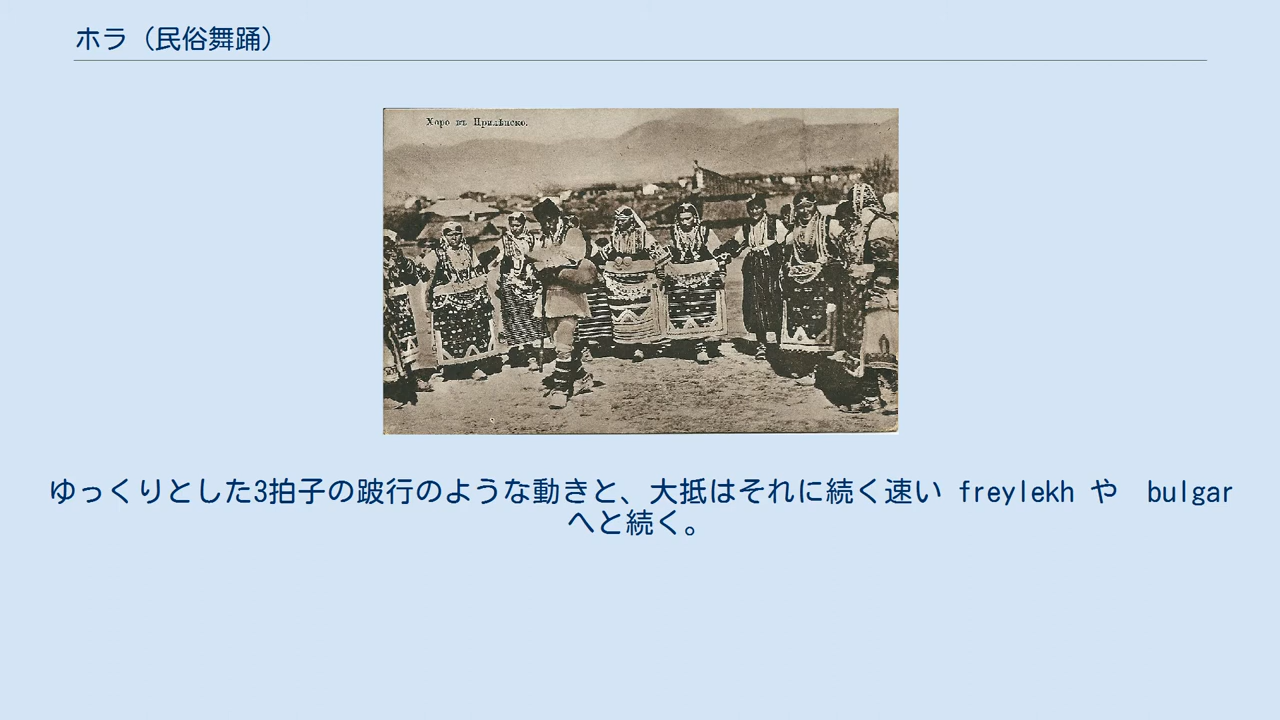 ホラ（民俗舞踊）
Хоро въ Прилѣпско.
ゆっくりとした3拍子の跛行のような動きと、大抵はそれに続く速い freylekh や　bulgar
へと続く。